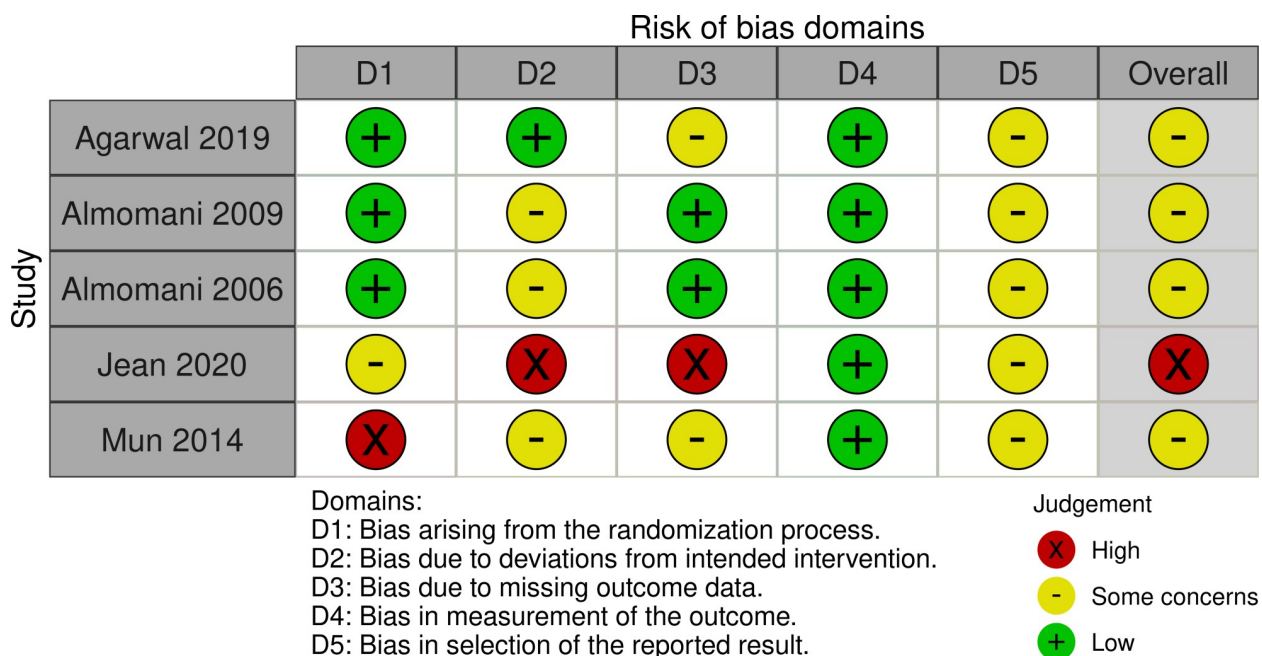 Risk of bias domains
D1 D2 D3 D4 D5 Overall
Study
Agarwal 2019 + + - + - -
Almomani 2009 + - + + - -
Almomani 2006 + - + + - -
Jean 2020 - X X + - X
Mun 2014 X - - + - -
Domains:
D1: Bias arising from the randomization process.
D2: Bias due to deviations from intended intervention.
D3: Bias due to missing outcome data.
D4: Bias in measurement of the outcome.
D5: Bias in selection of the reported result.
Judgement
X High
- Some concerns
+ Low